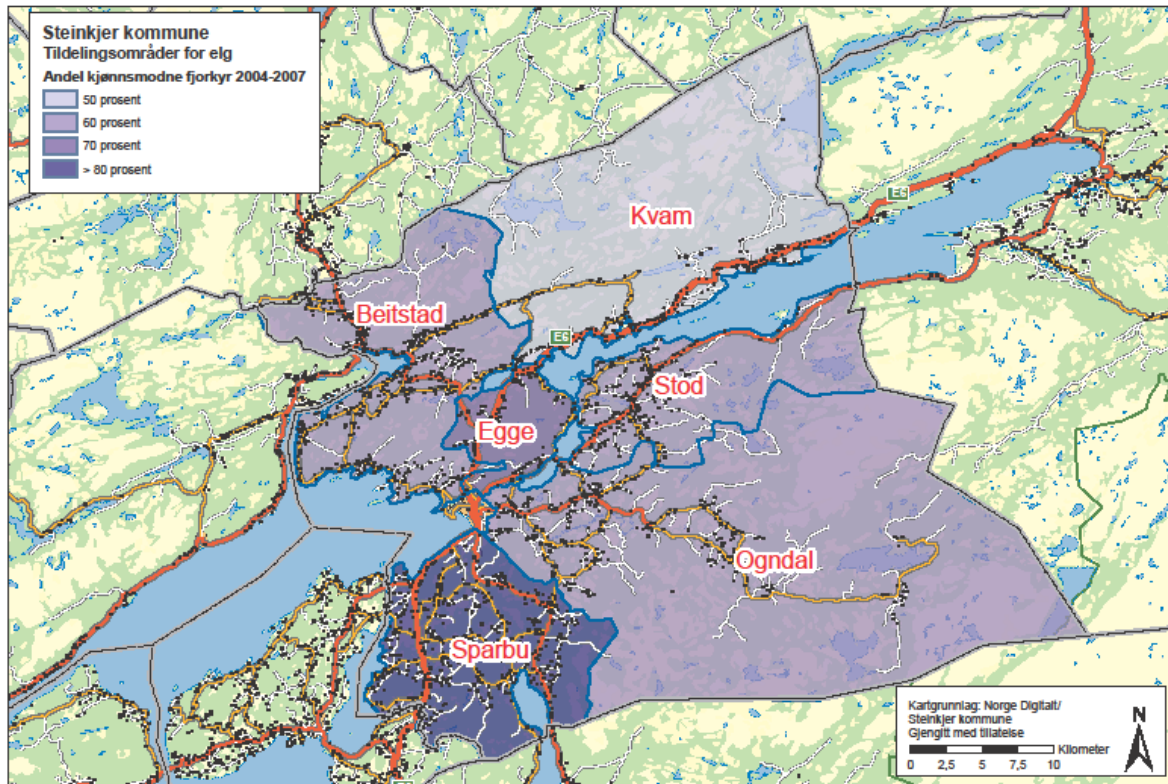 Steinkjer kommune
Tildelingsområder for elg
Andel kjønnsmodne fjorkyr 2004-2007
50 prosent
60 prosent
70 prosent
> 80 prosent
E6
Kvam
Beitstad
E6
Stod
Egge
Ogndal
Sparbu
Kartgrunnlag: Norge Digitalt/
Steinkjer kommune
Gjengitt med tillatelse
Kilometer
0 2,5 5 7,5 10
N